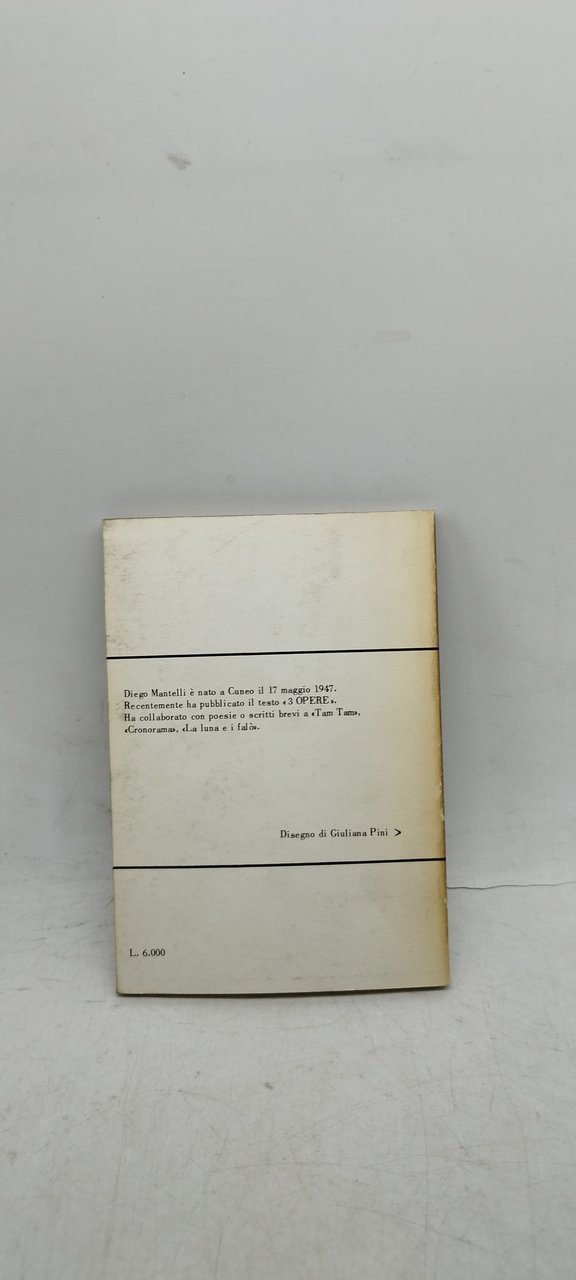 Diego Mantelli è nato a Cuneo il 17 maggio 1947.
Recentemente ha pubblicato il testo «3 OPERE».
Ha collaborato con poesie o scritti brevi a «Tam Tam»,
«Cronorama», «La luna e i falò».
Disegno di Giuliana Pini >
L. 6.000